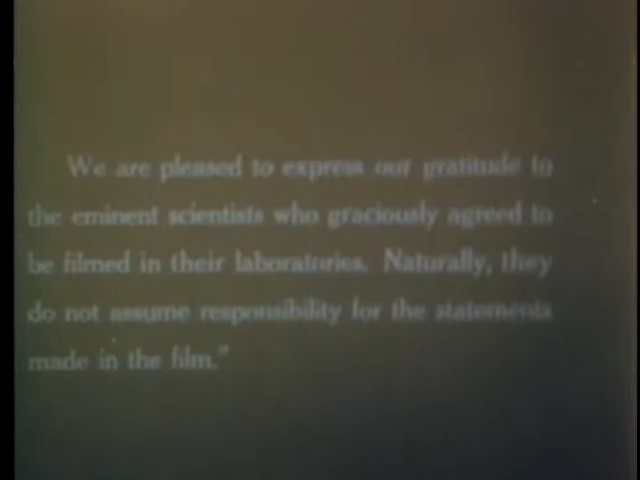 We are pleased to express our gratitude to
the eminent scientists who graciously agreed to
be filmed in their laboratories. Naturally, they
do not assume responsibility for the statements
made in the film."